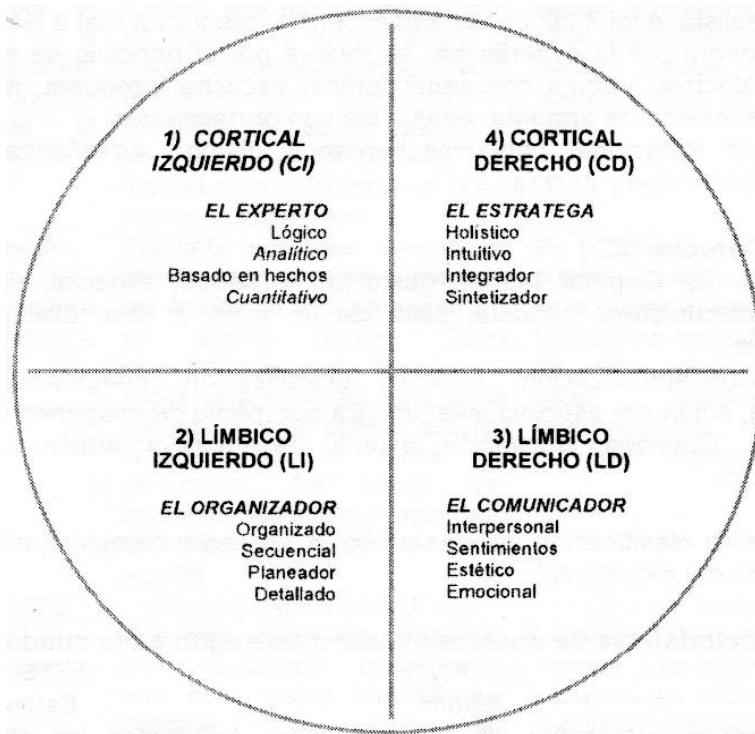 1) CORTICAL
IZQUIERDO (CI)
EL EXPERTO
Lógico
Analítico
Basado en hechos
Cuantitativo
4) CORTICAL
DERECHO (CD)
EL ESTRATEGA
Holístico
Intuitivo
Integrador
Sintetizador
2) LÍMBICO
IZQUIERDO (LI)
EL ORGANIZADOR
Organizado
Secuencial
Planeador
Detallado
3) LÍMBICO
DERECHO (LD)
EL COMUNICADOR
Interpersonal
Sentimientos
Estético
Emocional